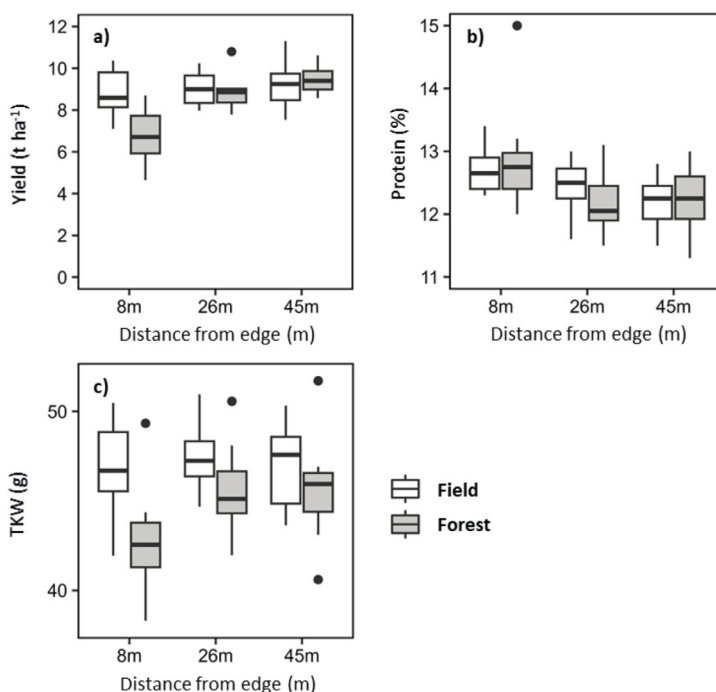 a)
Yield (t ha⁻¹)
12
10
8
6
4
2
0
8m 26m 45m
Distance from edge (m)
b)
Protein (%)
15
14
13
12
11
8m 26m 45m
Distance from edge (m)
c)
TKW (g)
50
40
8m 26m 45m
Distance from edge (m)
Field
Forest